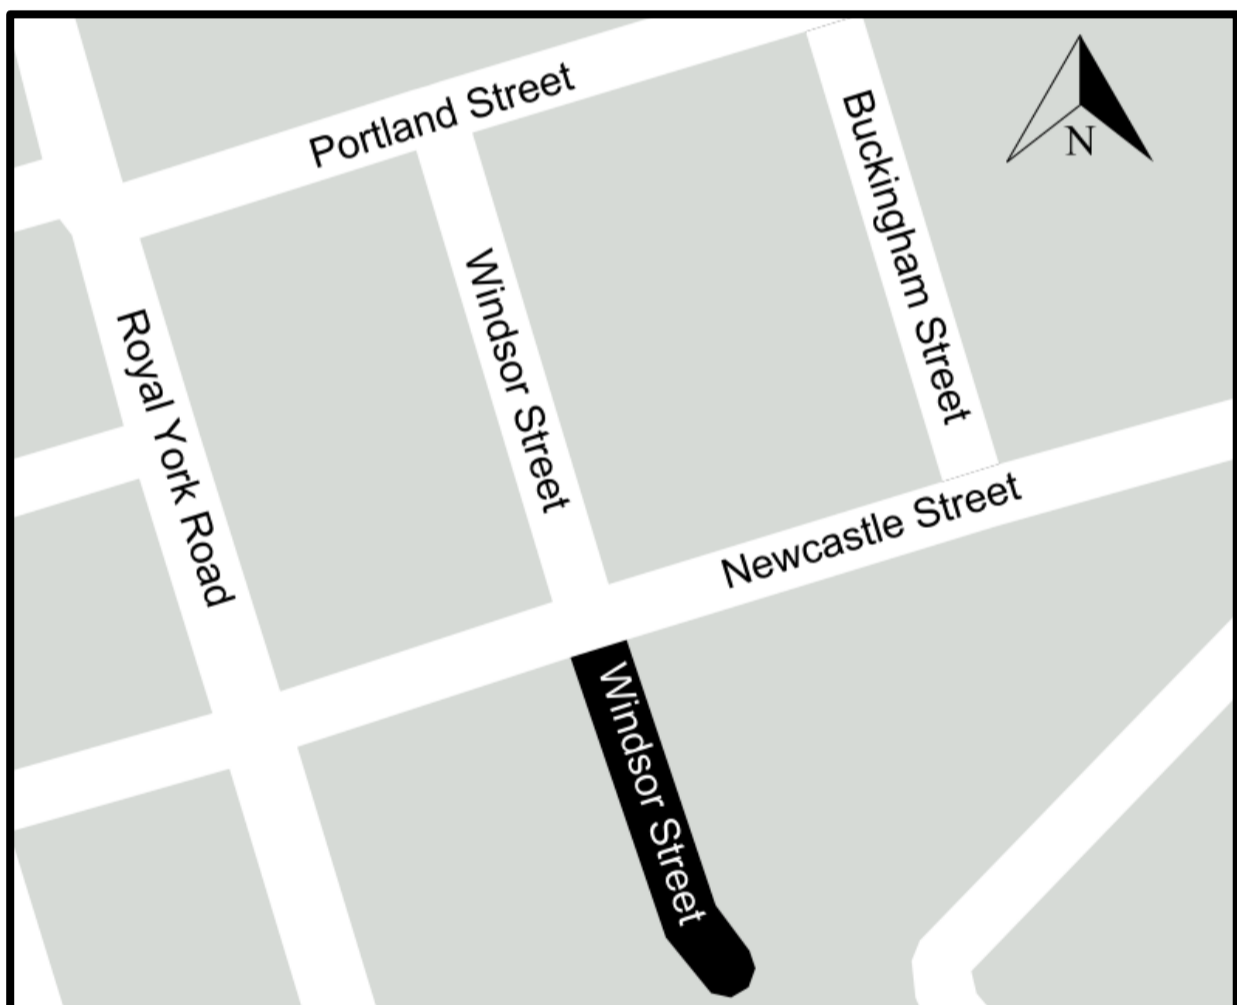 Portland Street
Buckingham Street
N
Windsor Street
Royal York Road
Newcastle Street
Windsor Street